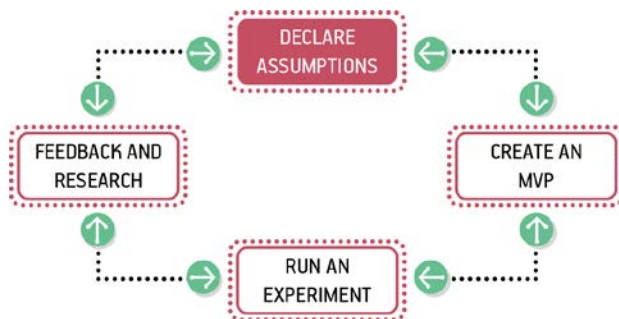 DECLARE
ASSUMPTIONS
FEEDBACK AND
RESEARCH
CREATE AN
MVP
RUN AN
EXPERIMENT